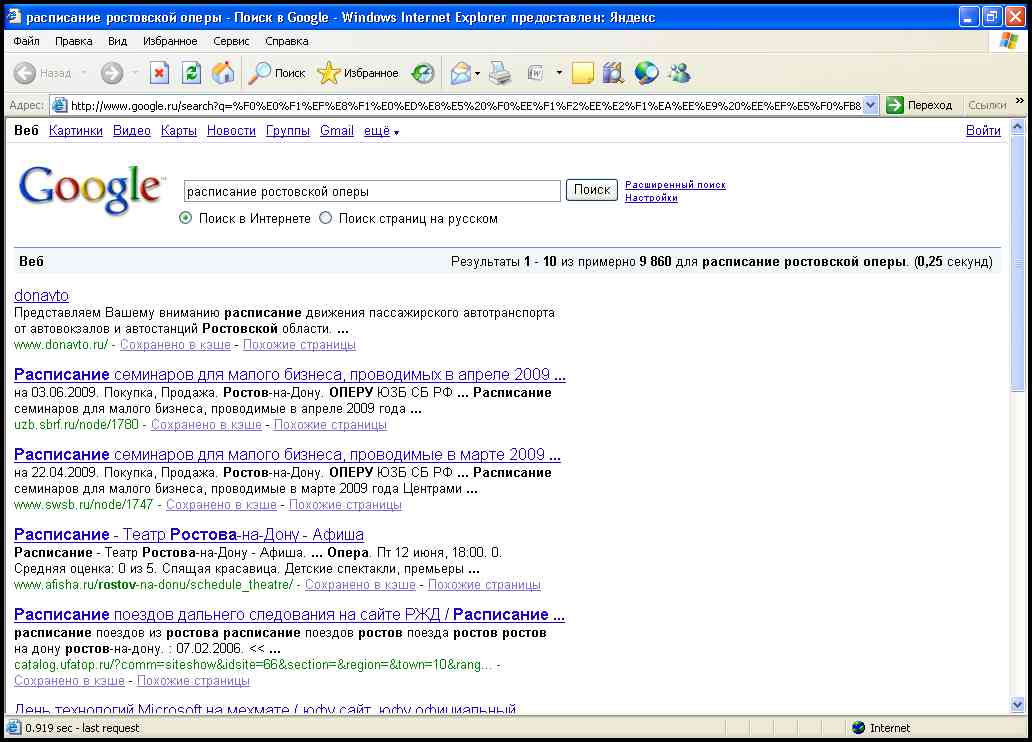 расписание ростовской оперы - Поиск в Google - Windows Internet Explorer предоставлен: Яндекс
Файл Правка Вид Избранное Сервис Справка
Назад Поиск Избранное
Адрес: http://www.google.ru/search?q=%F0%E0%F1%EF%E8%F1%E0%ED%E8%E5%20%F0%EE%F1%F2%EE%E2%F1%EA%EE%E9%20%EE%EF%E5%F0%FB& Переход Ссылки »
Веб Картинки Видео Карты Новости Группы Gmail ещё Войти
Google™
расписание ростовской оперы Поиск Расширенный поиск
Настройки
Поиск в Интернете Поиск страниц на русском
Веб Результаты 1 - 10 из примерно 9 860 для расписание ростовской оперы. (0,25 секунд)
donavto
Представляем Вашему вниманию расписание движения пассажирского автотранспорта
от автовокзалов и автостанций Ростовской области. ...
www.donavto.ru/ - Сохранено в кэше - Похожие страницы
Расписание семинаров для малого бизнеса, проводимых в апреле 2009 ...
на 03.06.2009. Покупка, Продажа. Ростов-на-Дону. ОПЕРУ ЮЗБ СБ РФ ... Расписание
семинаров для малого бизнеса, проводимые в апреле 2009 года ...
uzb.sbrf.ru/node/1780 - Сохранено в кэше - Похожие страницы
Расписание семинаров для малого бизнеса, проводимые в марте 2009 ...
на 22.04.2009. Покупка, Продажа. Ростов-на-Дону. ОПЕРУ ЮЗБ СБ РФ ... Расписание
семинаров для малого бизнеса, проводимые в марте 2009 года Центрами ...
www.swsb.ru/node/1747 - Сохранено в кэше - Похожие страницы
Расписание - Театр Ростова-на-Дону - Афиша
Расписание - Театр Ростова-на-Дону - Афиша. ... Опера. Пт 12 июня, 18:00. 0.
Средняя оценка: 0 из 5. Спящая красавица. Детские спектакли, премьеры ...
www.afisha.ru/rostov-na-donu/schedule_theatre/ - Сохранено в кэше - Похожие страницы
Расписание поездов дальнего следования на сайте РЖД / Расписание ...
расписание поездов из ростова расписание поездов ростов поезда ростов ростов
на дону ростов-на-дону. : 07.02.2006. << ...
catalog.ufatop.ru/?comm=siteshow&idsite=66&section=&region=&town=10&rang... -
Сохранено в кэше - Похожие страницы
День технологий Microsoft на мехмате ( юфу сайт, юфу официальный
0.919 sec - last request Internet